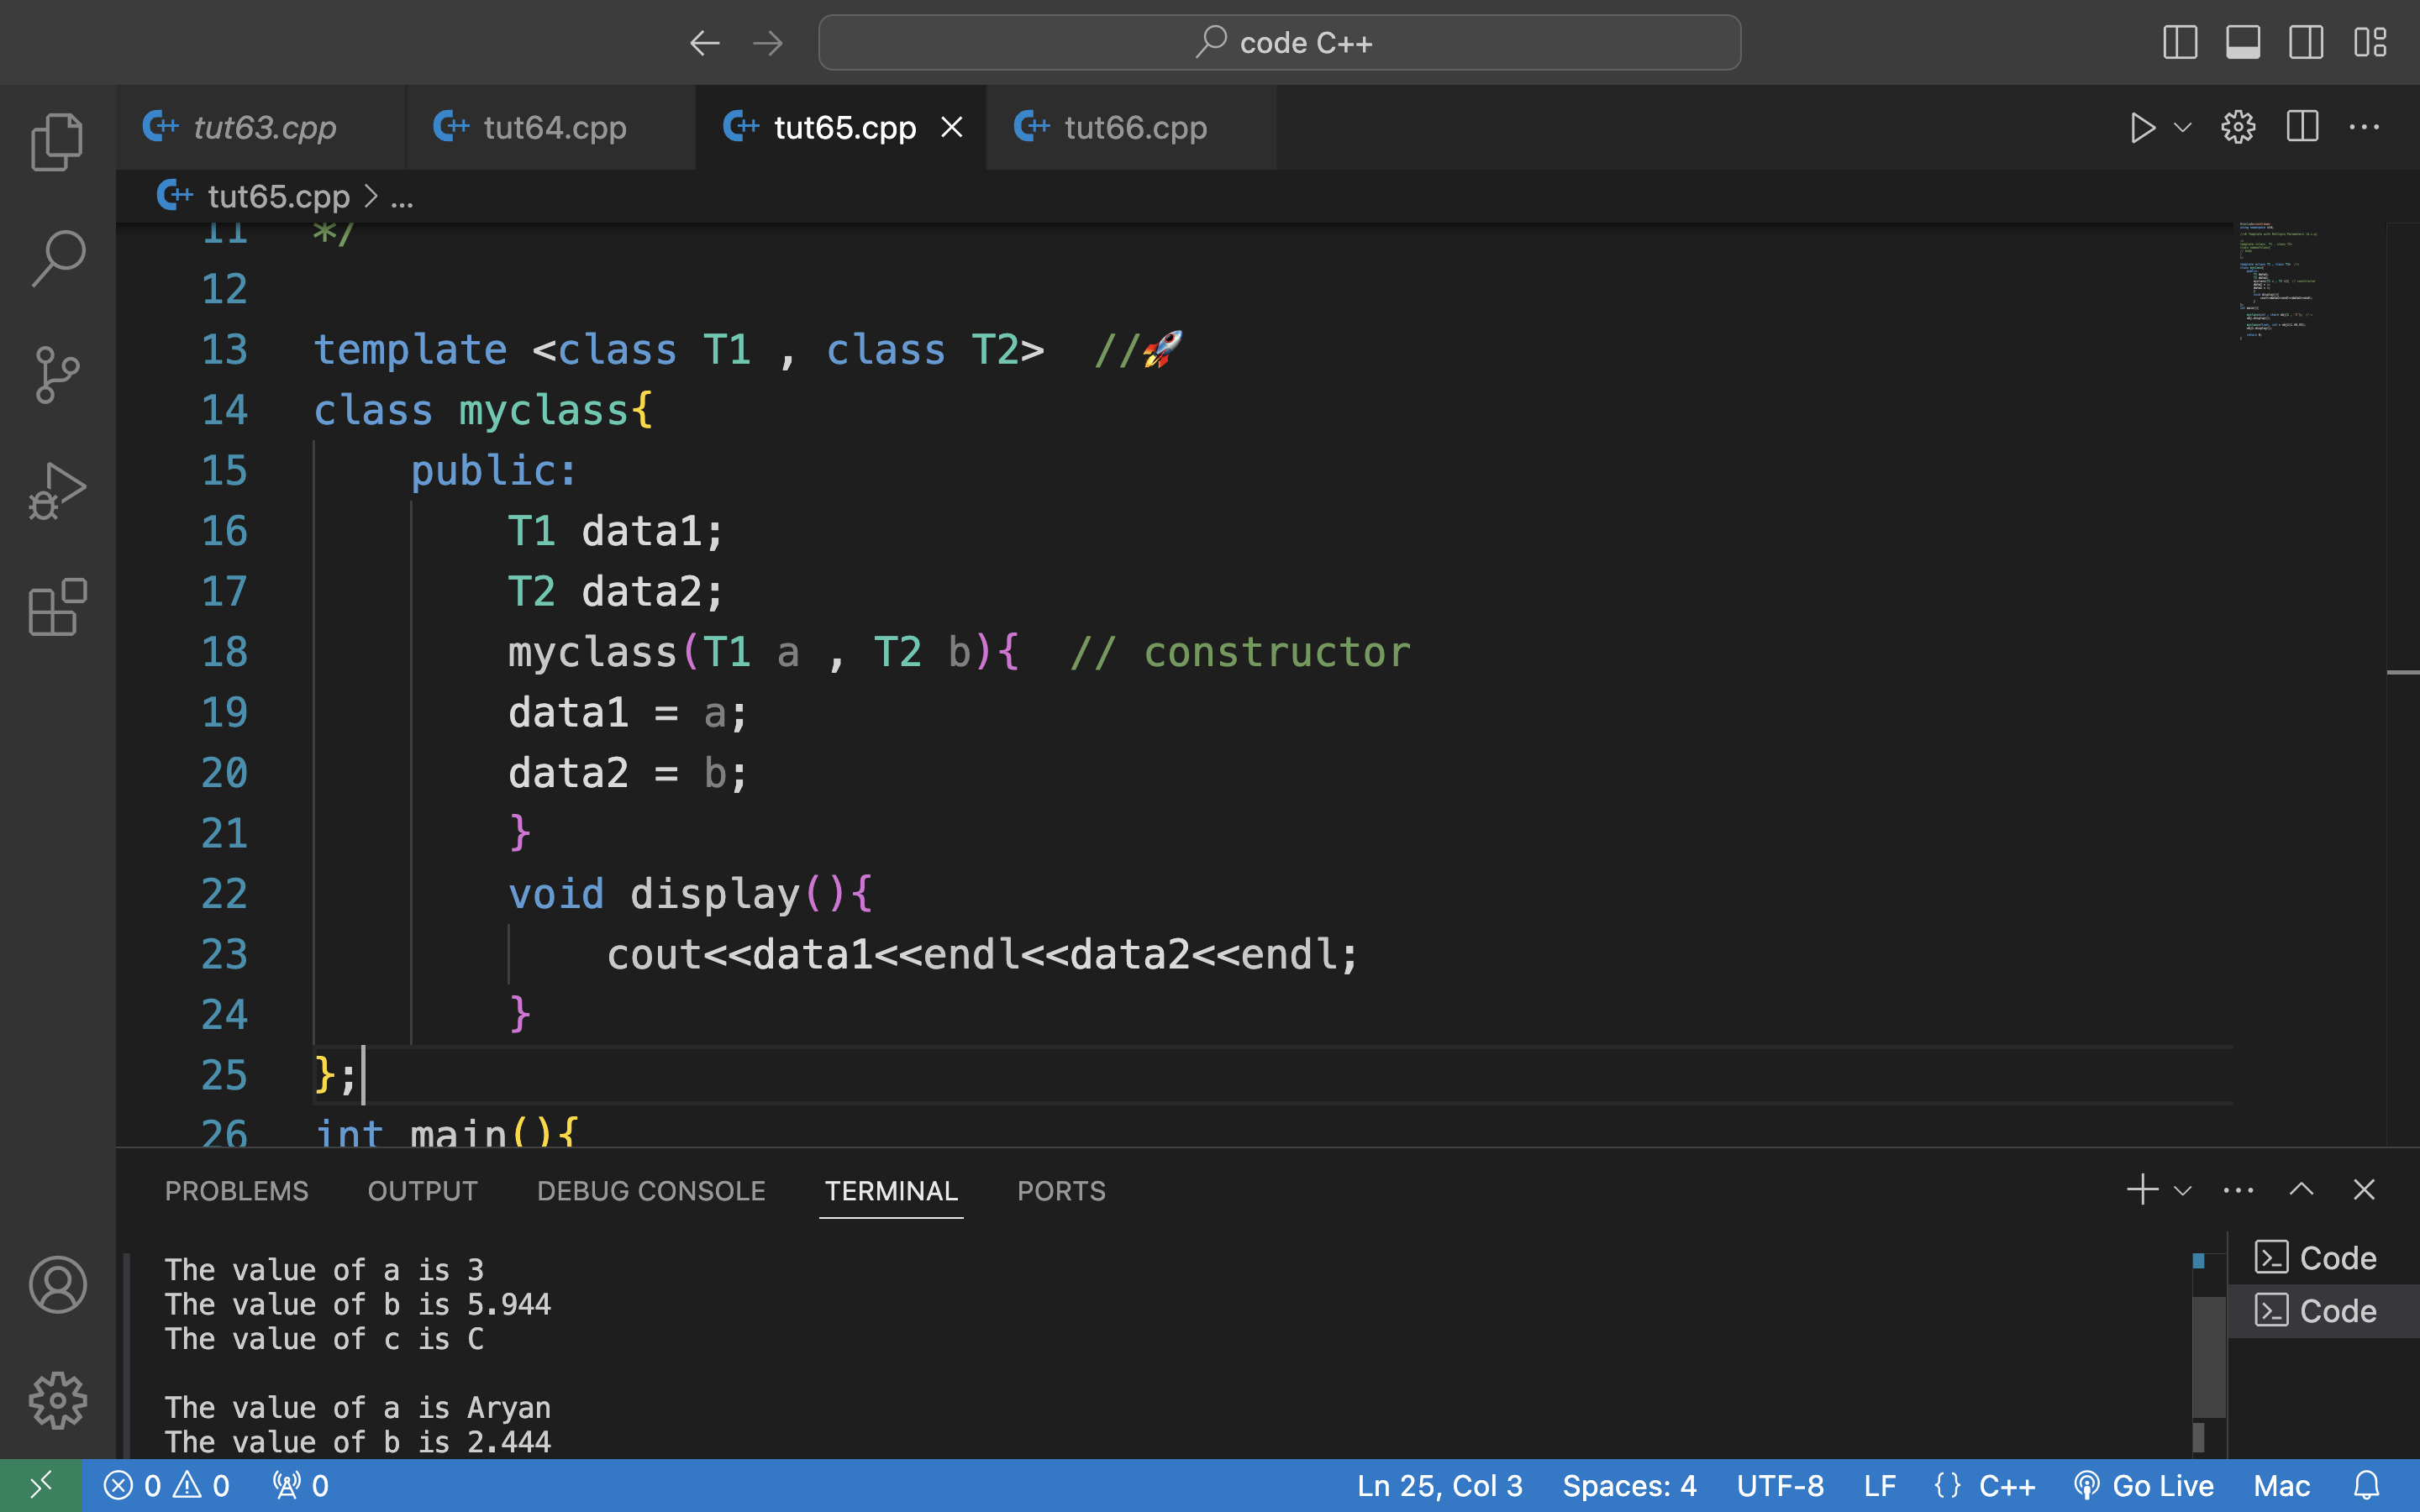 code C++
tut63.cpp
tut64.cpp
tut65.cpp
tut66.cpp
tut65.cpp > ...
11 */
12
13 template <class T1 , class T2> //🚀
14 class myclass{
15 public:
16 T1 data1;
17 T2 data2;
18 myclass(T1 a , T2 b){ // constructor
19 data1 = a;
20 data2 = b;
21 }
22 void display(){
23 cout<<data1<<endl<<data2<<endl;
24 }
25 };
26 int main(){
PROBLEMS OUTPUT DEBUG CONSOLE TERMINAL PORTS
The value of a is 3
The value of b is 5.944
The value of c is C
The value of a is Aryan
The value of b is 2.444
Code
Code
0 0 0 Ln 25, Col 3 Spaces: 4 UTF-8 LF {} C++ Go Live Mac